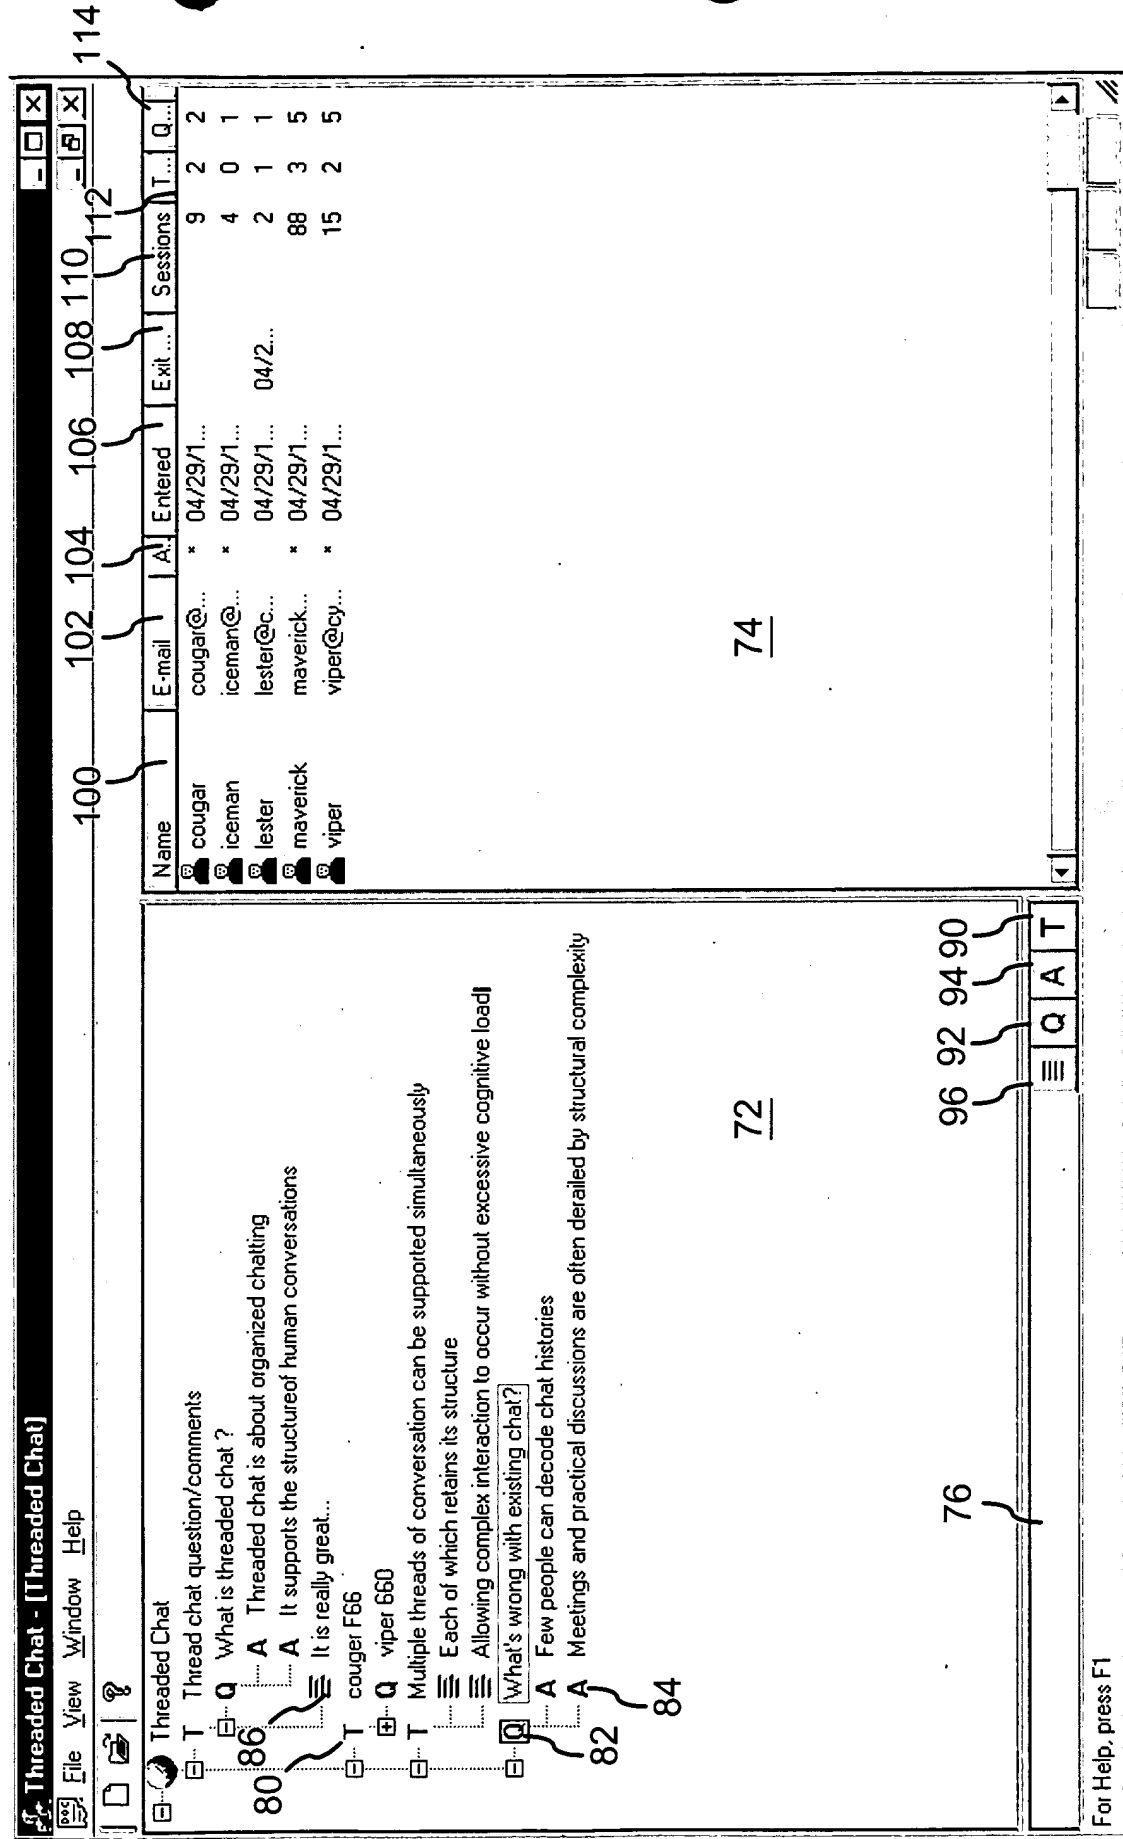 Threaded Chat - [Threaded Chat]
File View Window Help
Threaded Chat
T Thread chat question/comments
Q What is threaded chat ?
A Threaded chat is about organized chatting
A It supports the structureof human conversations
It is really great...
T couger F66
Q viper 660
T Multiple threads of conversation can be supported simultaneously
Each of which retains its structure
Allowing complex interaction to occur without excessive cognitive load
Q What's wrong with existing chat?
A Few people can decode chat histories
A Meetings and practical discussions are often derailed by structural complexity
86
80
82
84
72
76
96 92 94 90
Q A T
100 102 104 106 108 110 112 114
Name E-mail A.. Entered Exit ... Sessions T... Q...
cougar cougar@... * 04/29/1... 9 2 2
iceman iceman@... * 04/29/1... 4 0 1
lester lester@c... 04/29/1... 04/2... 2 1 1
maverick maverick... * 04/29/1... 88 3 5
viper viper@cy... * 04/29/1... 15 2 5
74
For Help, press F1